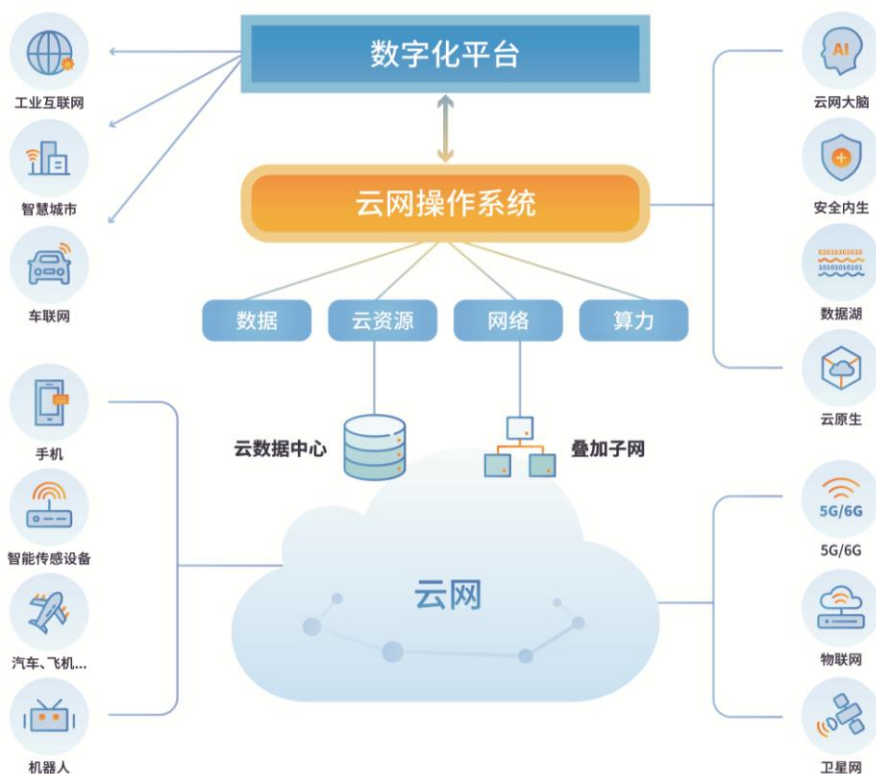 数字化平台
工业互联网
智慧城市
车联网
云网操作系统
AI
云网大脑
安全内生
01010101010
10101010101
数据湖
云原生
数据
云资源
网络
算力
云数据中心
叠加子网
手机
智能传感设备
汽车、飞机...
机器人
云网
5G/6G
5G/6G
物联网
卫星网